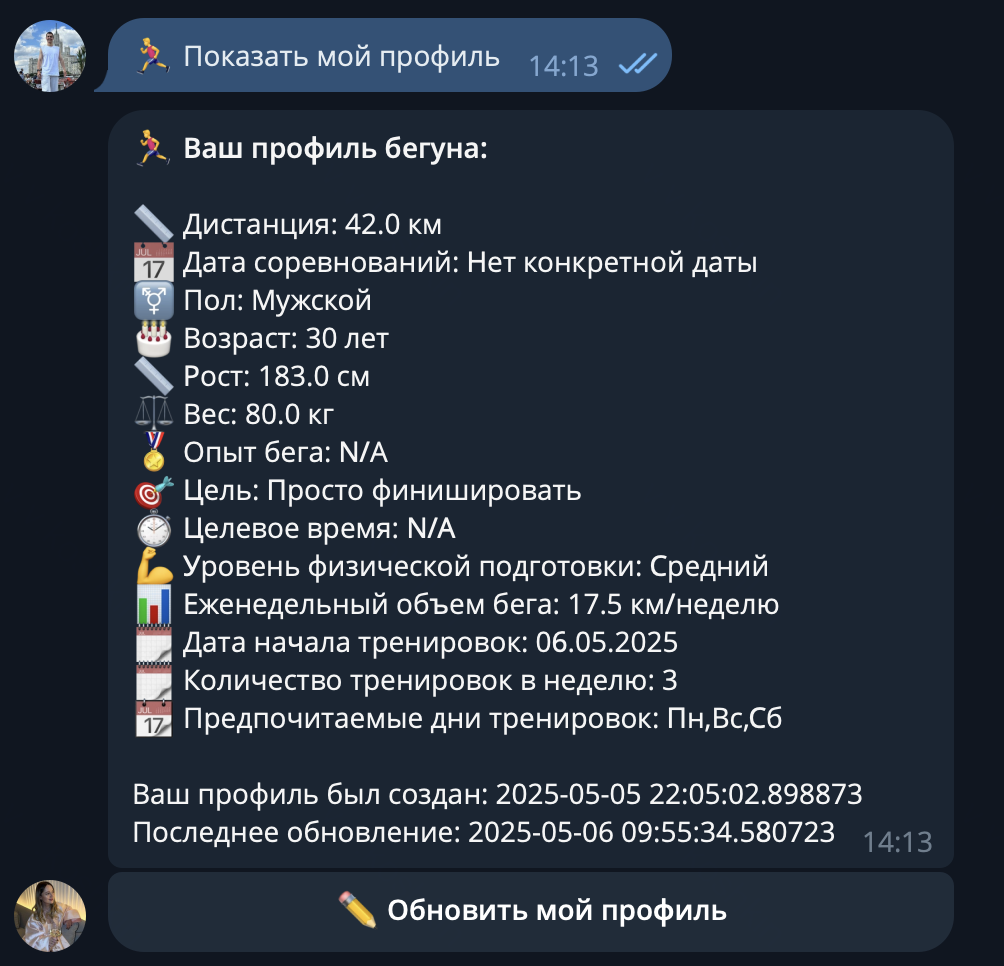 🏃‍♂️ Показать мой профиль 14:13
🏃‍♂️ Ваш профиль бегуна:
📏 Дистанция: 42.0 км
📅 Дата соревнований: Нет конкретной даты
⚧ Пол: Мужской
🎂 Возраст: 30 лет
📏 Рост: 183.0 см
⚖️ Вес: 80.0 кг
🏅 Опыт бега: N/A
🎯 Цель: Просто финишировать
⏱ Целевое время: N/A
💪 Уровень физической подготовки: Средний
📊 Еженедельный объем бега: 17.5 км/неделю
🗓 Дата начала тренировок: 06.05.2025
🗓 Количество тренировок в неделю: 3
📆 Предпочитаемые дни тренировок: Пн,Вс,Сб
Ваш профиль был создан: 2025-05-05 22:05:02.898873
Последнее обновление: 2025-05-06 09:55:34.580723 14:13
✏️ Обновить мой профиль